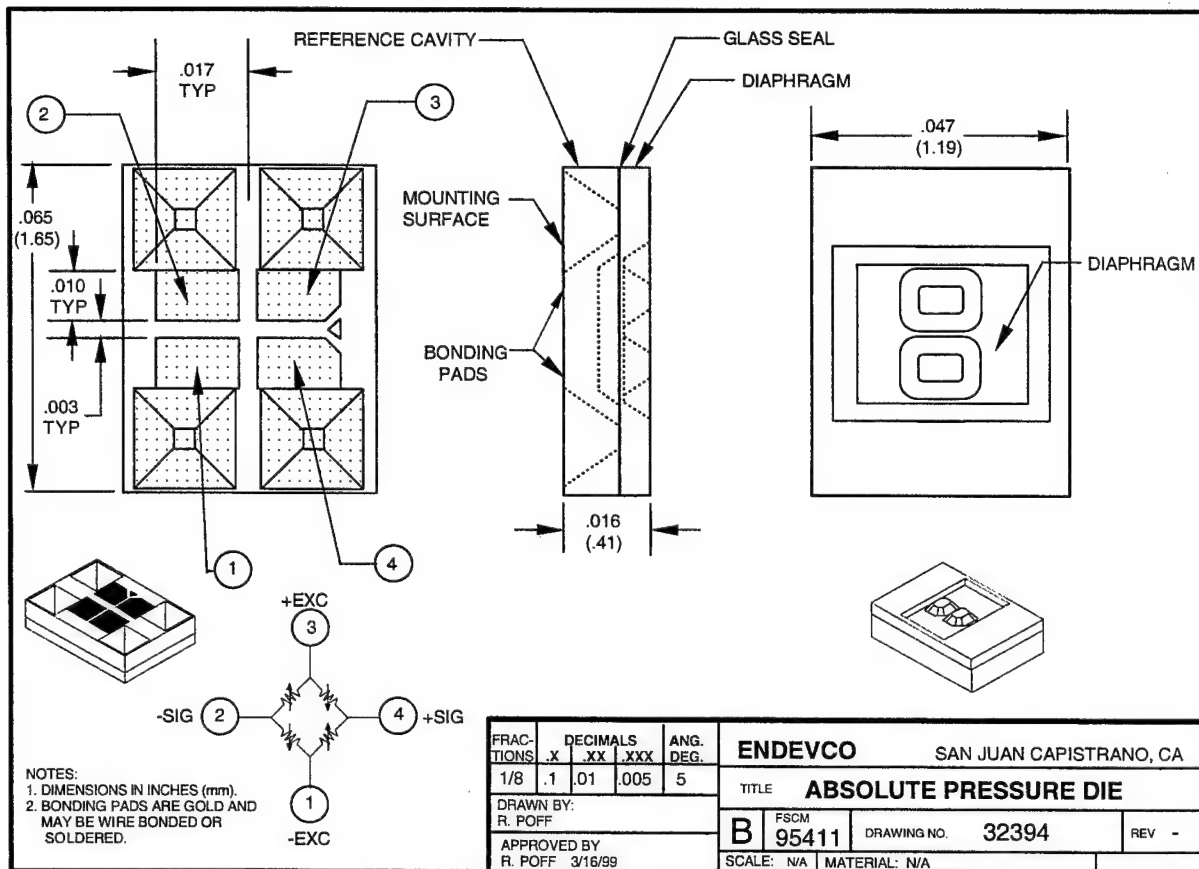 REFERENCE CAVITY
GLASS SEAL
DIAPHRAGM
.017
TYP
2
3
.047
(1.19)
MOUNTING
SURFACE
.065
(1.65)
.010
TYP
DIAPHRAGM
BONDING
PADS
.003
TYP
.016
(.41)
1
4
+EXC
3
-SIG
2
4
+SIG
1
-EXC
NOTES:
1. DIMENSIONS IN INCHES (mm).
2. BONDING PADS ARE GOLD AND
MAY BE WIRE BONDED OR
SOLDERED.
FRAC-
TIONS
DECIMALS
.X .XX .XXX
ANG.
DEG.
1/8 .1 .01 .005 5
DRAWN BY:
R. POFF
APPROVED BY
R. POFF 3/16/99
ENDEVCO SAN JUAN CAPISTRANO, CA
TITLE ABSOLUTE PRESSURE DIE
B FSCM
95411
DRAWING NO. 32394 REV -
SCALE: N/A MATERIAL: N/A